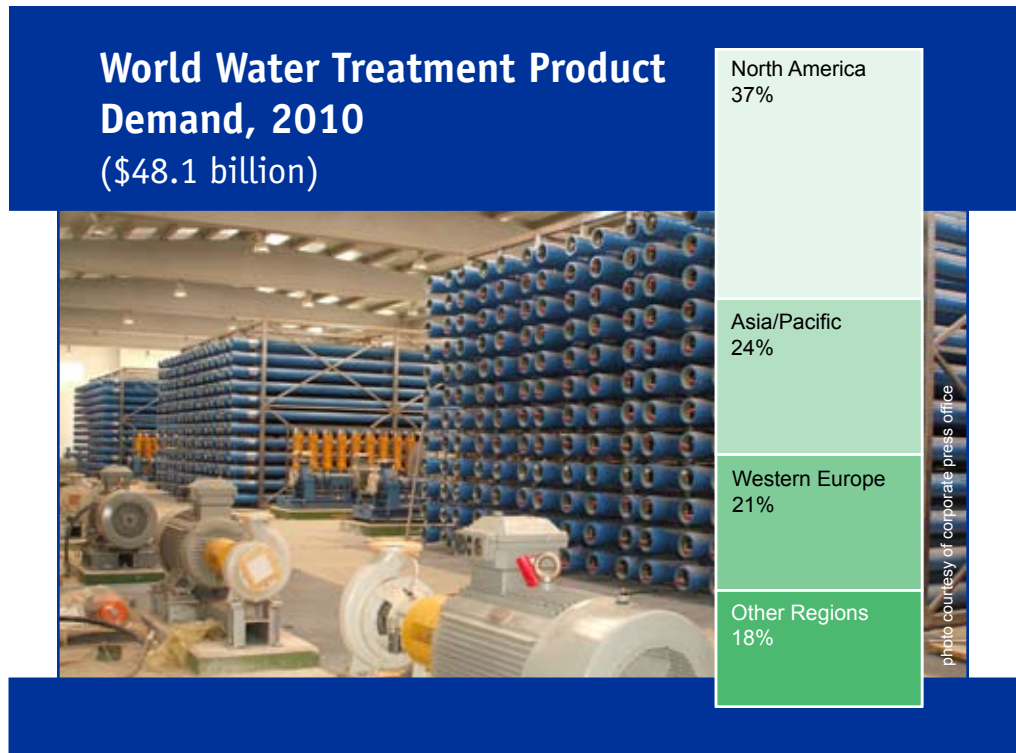 World Water Treatment Product
Demand, 2010
($48.1 billion)
North America
37%
Asia/Pacific
24%
Western Europe
21%
Other Regions
18%
photo courtesy of corporate press office